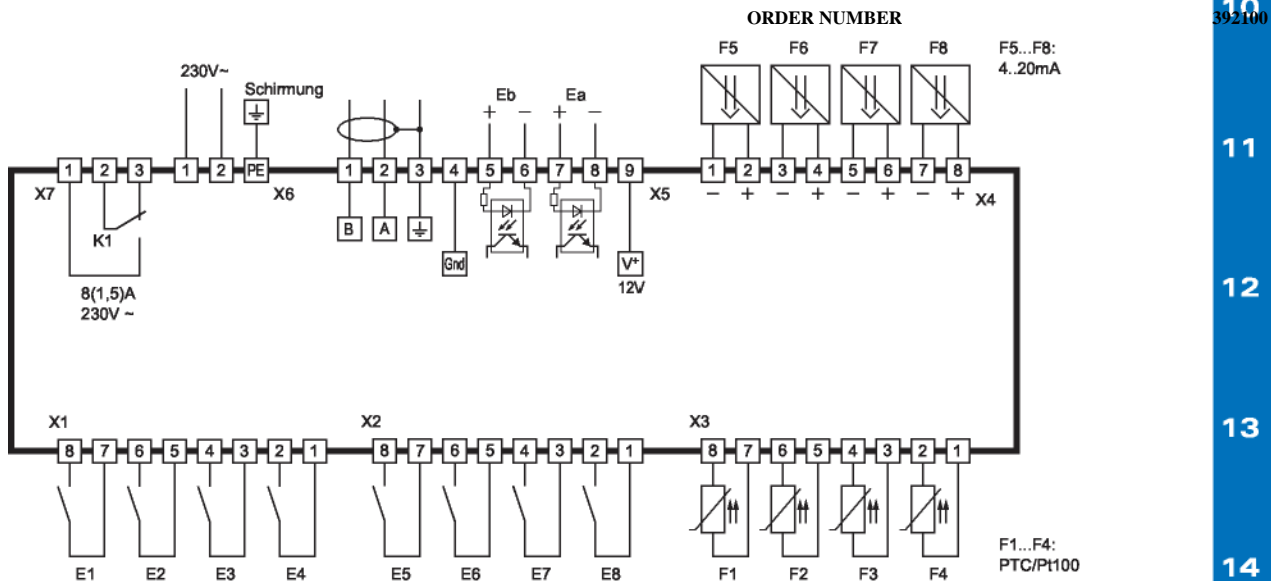 ORDER NUMBER 392100
10
F5 F6 F7 F8 F5...F8:
4..20mA
230V~
Schirmung
Eb Ea
+ − + −
11
1 2 3 1 2 PE 1 2 3 4 5 6 7 8 9 1 2 3 4 5 6 7 8
X7 X6 X5 − + − + − + − + X4
K1 B A
Gnd V+
12V
12
8(1,5)A
230V ~
X1 X2 X3
13
8 7 6 5 4 3 2 1 8 7 6 5 4 3 2 1 8 7 6 5 4 3 2 1
F1...F4:
PTC/Pt100
E1 E2 E3 E4 E5 E6 E7 E8 F1 F2 F3 F4
14